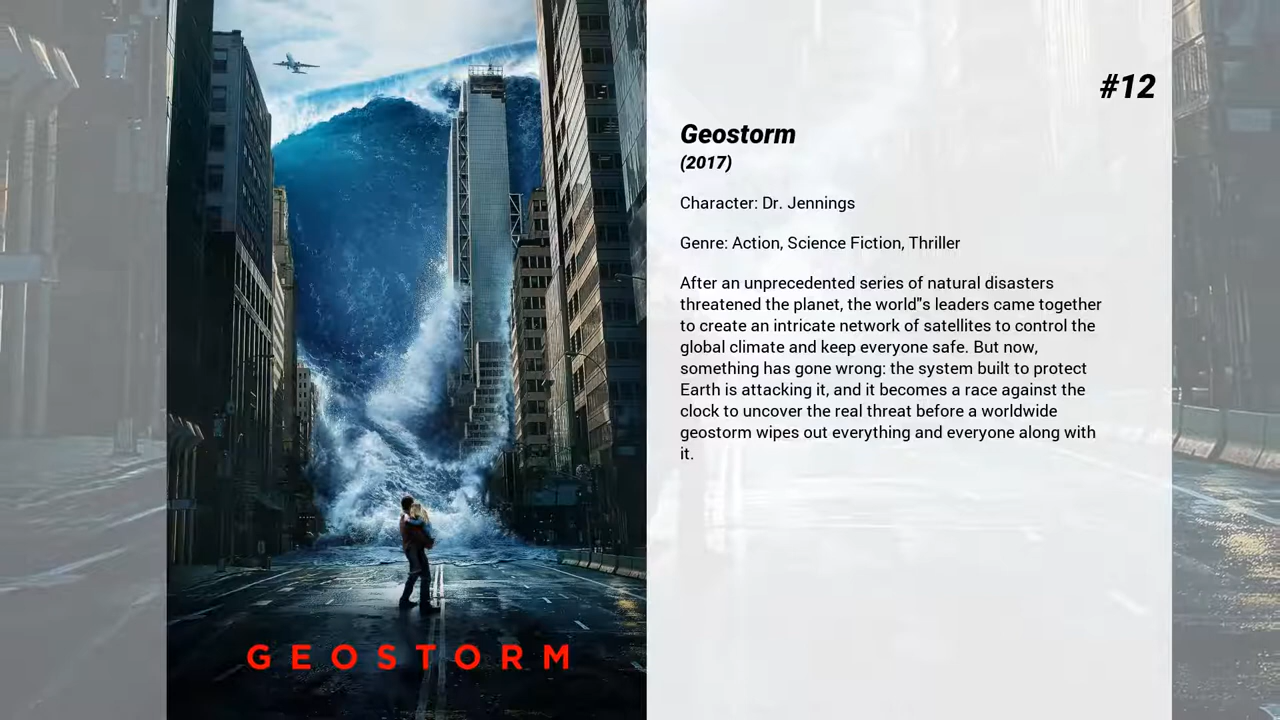 #12
Geostorm
(2017)
Character: Dr. Jennings
Genre: Action, Science Fiction, Thriller
After an unprecedented series of natural disasters
threatened the planet, the world"s leaders came together
to create an intricate network of satellites to control the
global climate and keep everyone safe. But now,
something has gone wrong: the system built to protect
Earth is attacking it, and it becomes a race against the
clock to uncover the real threat before a worldwide
geostorm wipes out everything and everyone along with
it.
GEOSTORM